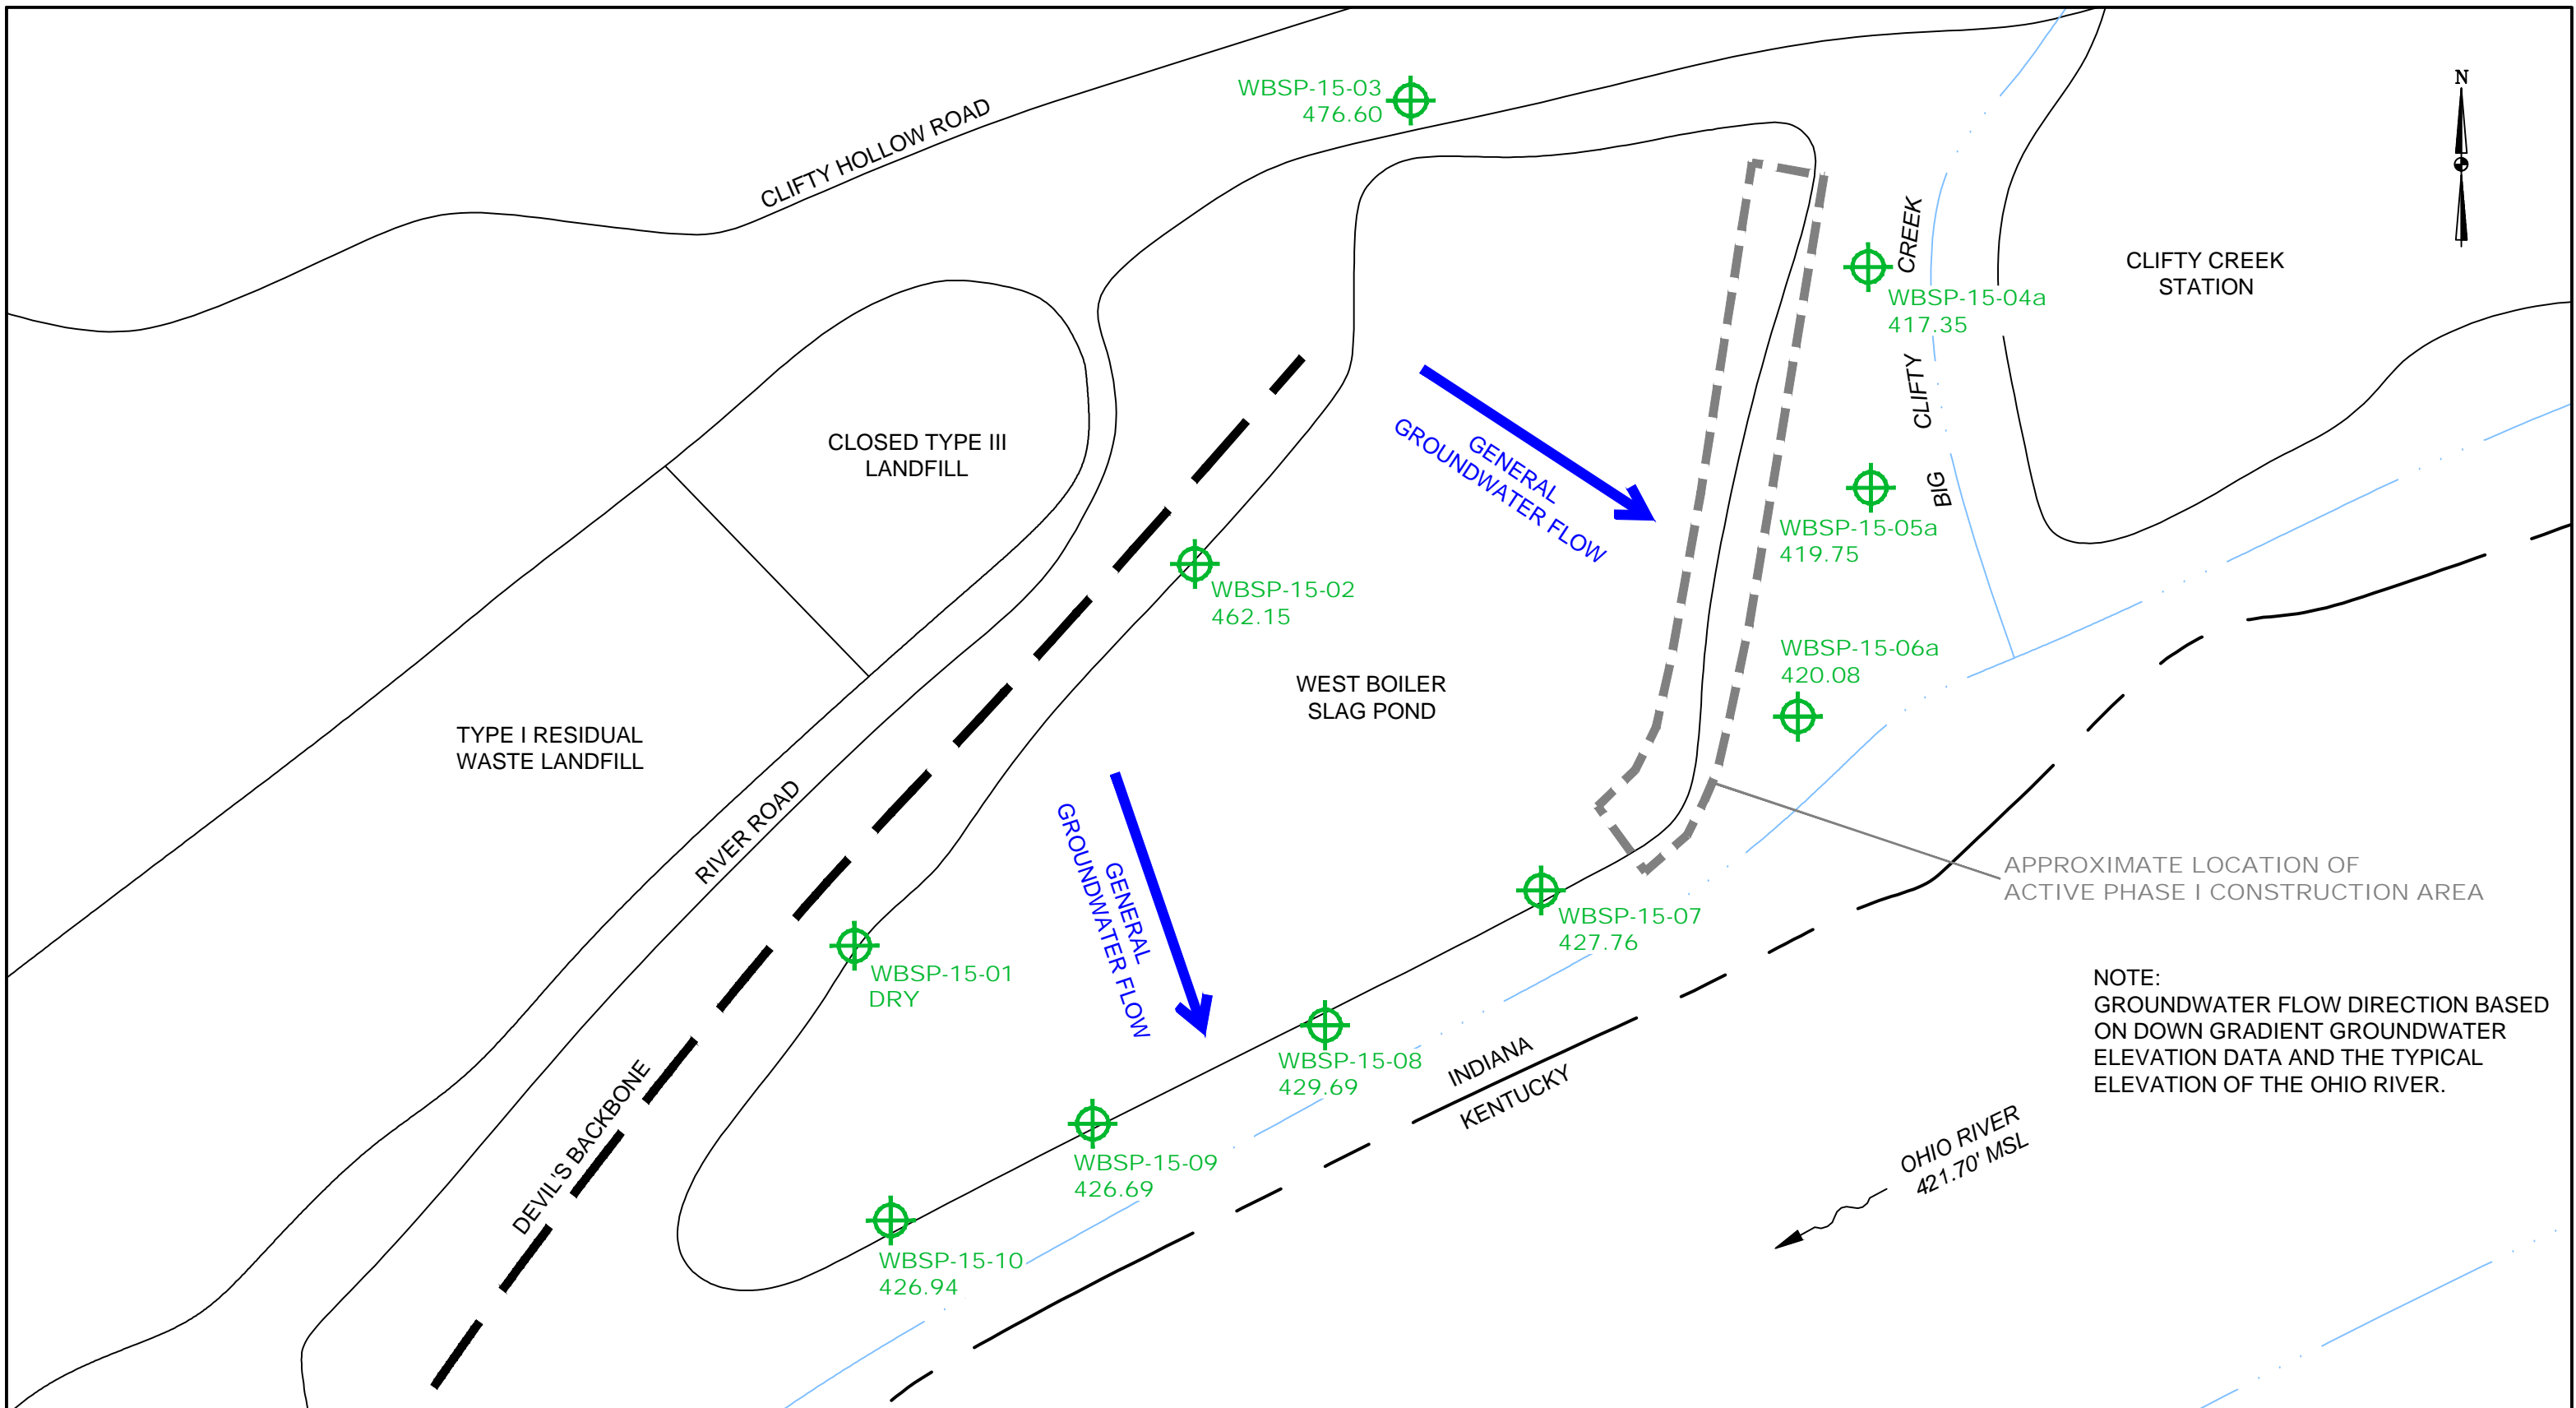 WBSP-15-03
476.60
N
CLIFTY HOLLOW ROAD
CREEK
CLIFTY
BIG
CLIFTY CREEK
STATION
WBSP-15-04a
417.35
CLOSED TYPE III
LANDFILL
GENERAL
GROUNDWATER FLOW
WBSP-15-05a
419.75
WBSP-15-02
462.15
WBSP-15-06a
420.08
WEST BOILER
SLAG POND
TYPE I RESIDUAL
WASTE LANDFILL
RIVER ROAD
GENERAL
GROUNDWATER FLOW
APPROXIMATE LOCATION OF
ACTIVE PHASE I CONSTRUCTION AREA
WBSP-15-07
427.76
WBSP-15-01
DRY
NOTE:
GROUNDWATER FLOW DIRECTION BASED
ON DOWN GRADIENT GROUNDWATER
ELEVATION DATA AND THE TYPICAL
ELEVATION OF THE OHIO RIVER.
WBSP-15-08
429.69
INDIANA
KENTUCKY
DEVIL'S BACKBONE
WBSP-15-09
426.69
OHIO RIVER
421.70' MSL
WBSP-15-10
426.94